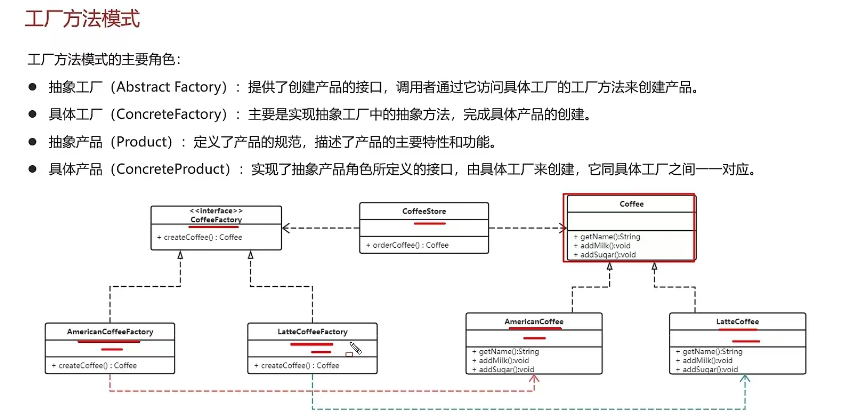 工厂方法模式
工厂方法模式的主要角色：
● 抽象工厂（Abstract Factory）：提供了创建产品的接口，调用者通过它访问具体工厂的工厂方法来创建产品。
● 具体工厂（ConcreteFactory）：主要是实现抽象工厂中的抽象方法，完成具体产品的创建。
● 抽象产品（Product）：定义了产品的规范，描述了产品的主要特性和功能。
● 具体产品（ConcreteProduct）：实现了抽象产品角色所定义的接口，由具体工厂来创建，它同具体工厂之间一一对应。
<<interface>>
CoffeeFactory
+ createCoffee() : Coffee
CoffeeStore
+ orderCoffee() : Coffee
Coffee
+ getName():String
+ addMilk():void
+ addSuqar():void
AmericanCoffeeFactory
+ createCoffee() : Coffee
LatteCoffeeFactory
+ createCoffee() : Coffee
AmericanCoffee
+ getName():String
+ addMilk():void
+ addSuqar():void
LatteCoffee
+ getName():String
+ addMilk():void
+ addSuqar():void